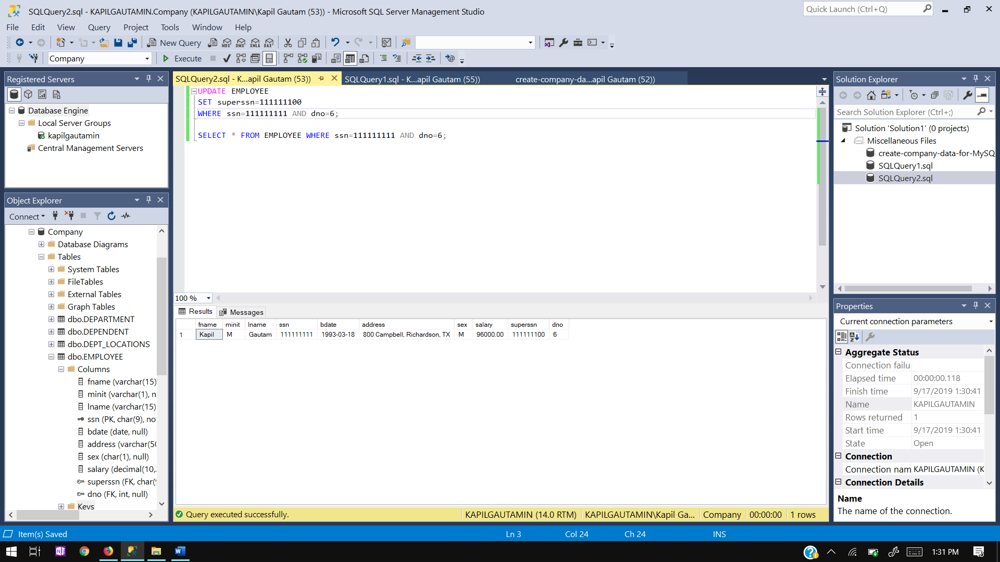 SQLQuery2.sql - KAPILGAUTAMIN.Company (KAPILGAUTAMIN\Kapil Gautam (53)) - Microsoft SQL Server Management Studio
Quick Launch (Ctrl+Q)
File Edit View Query Project Tools Window Help
New Query MDX DMX XMLA DAX
Company Execute
Registered Servers
Database Engine
Local Server Groups
kapilgautamin
Central Management Servers
Object Explorer
Connect
Company
Database Diagrams
Tables
System Tables
FileTables
External Tables
Graph Tables
dbo.DEPARTMENT
dbo.DEPENDENT
dbo.DEPT_LOCATIONS
dbo.EMPLOYEE
Columns
fname (varchar(15)
minit (varchar(1), n
lname (varchar(15)
ssn (PK, char(9), no
bdate (date, null)
address (varchar(50
sex (char(1), null)
salary (decimal(10,
superssn (FK, char(9
dno (FK, int, null)
Keys
SQLQuery2.sql - K...apil Gautam (53)) SQLQuery1.sql - K...apil Gautam (55)) create-company-da...apil Gautam (52))
UPDATE EMPLOYEE
SET superssn=111111100
WHERE ssn=111111111 AND dno=6;
SELECT * FROM EMPLOYEE WHERE ssn=111111111 AND dno=6;
100 %
Results Messages
fname minit lname ssn bdate address sex salary superssn dno
1 Kapil M Gautam 111111111 1993-03-18 800 Campbell, Richardson, TX M 96000.00 111111100 6
Query executed successfully. KAPILGAUTAMIN (14.0 RTM) KAPILGAUTAMIN\Kapil Ga... Company 00:00:00 1 rows
Solution Explorer
Search Solution Explorer (Ctrl+;)
Solution 'Solution1' (0 projects)
Miscellaneous Files
create-company-data-for-MySQ
SQLQuery1.sql
SQLQuery2.sql
Properties
Current connection parameters
Aggregate Status
Connection failu
Elapsed time 00:00:00.118
Finish time 9/17/2019 1:30:41
Name KAPILGAUTAMIN
Rows returned 1
Start time 9/17/2019 1:30:41
State Open
Connection
Connection nam KAPILGAUTAMIN (K
Connection Details
Name
The name of the connection.
Item(s) Saved Ln 3 Col 24 Ch 24 INS
1:31 PM